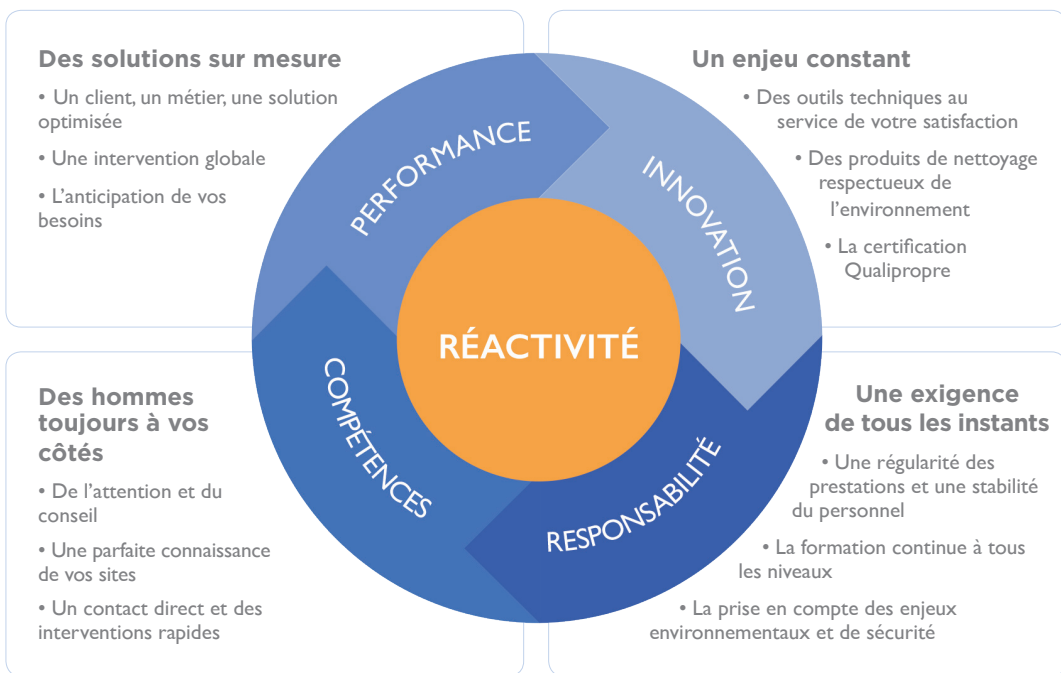 Des solutions sur mesure
• Un client, un métier, une solution
optimisée
• Une intervention globale
• L’anticipation de vos
besoins
Un enjeu constant
• Des outils techniques au
service de votre satisfaction
• Des produits de nettoyage
respectueux de
l’environnement
• La certification
Qualipropre
PERFORMANCE
INNOVATION
RÉACTIVITÉ
COMPÉTENCES
RESPONSABILITÉ
Des hommes
toujours à vos
côtés
• De l’attention et du
conseil
• Une parfaite connaissance
de vos sites
• Un contact direct et des
interventions rapides
Une exigence
de tous les instants
• Une régularité des
prestations et une stabilité
du personnel
• La formation continue à tous
les niveaux
• La prise en compte des enjeux
environnementaux et de sécurité